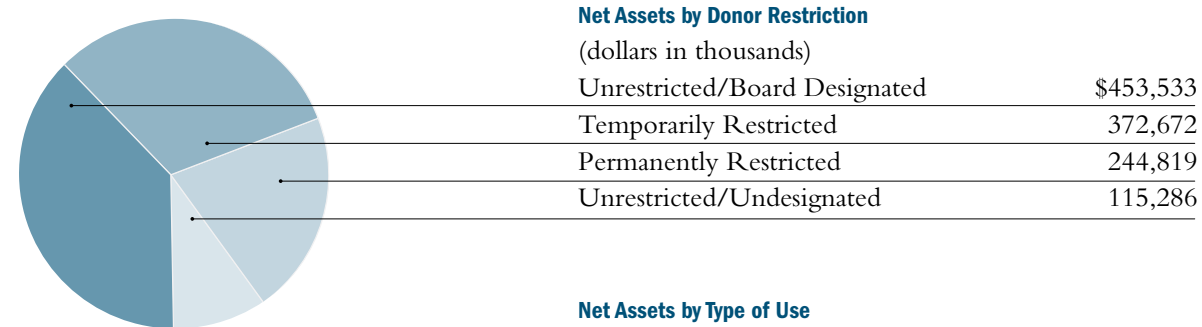 Net Assets by Donor Restriction
(dollars in thousands)
Unrestricted/Board Designated $453,533
Temporarily Restricted 372,672
Permanently Restricted 244,819
Unrestricted/Undesignated 115,286
Net Assets by Type of Use